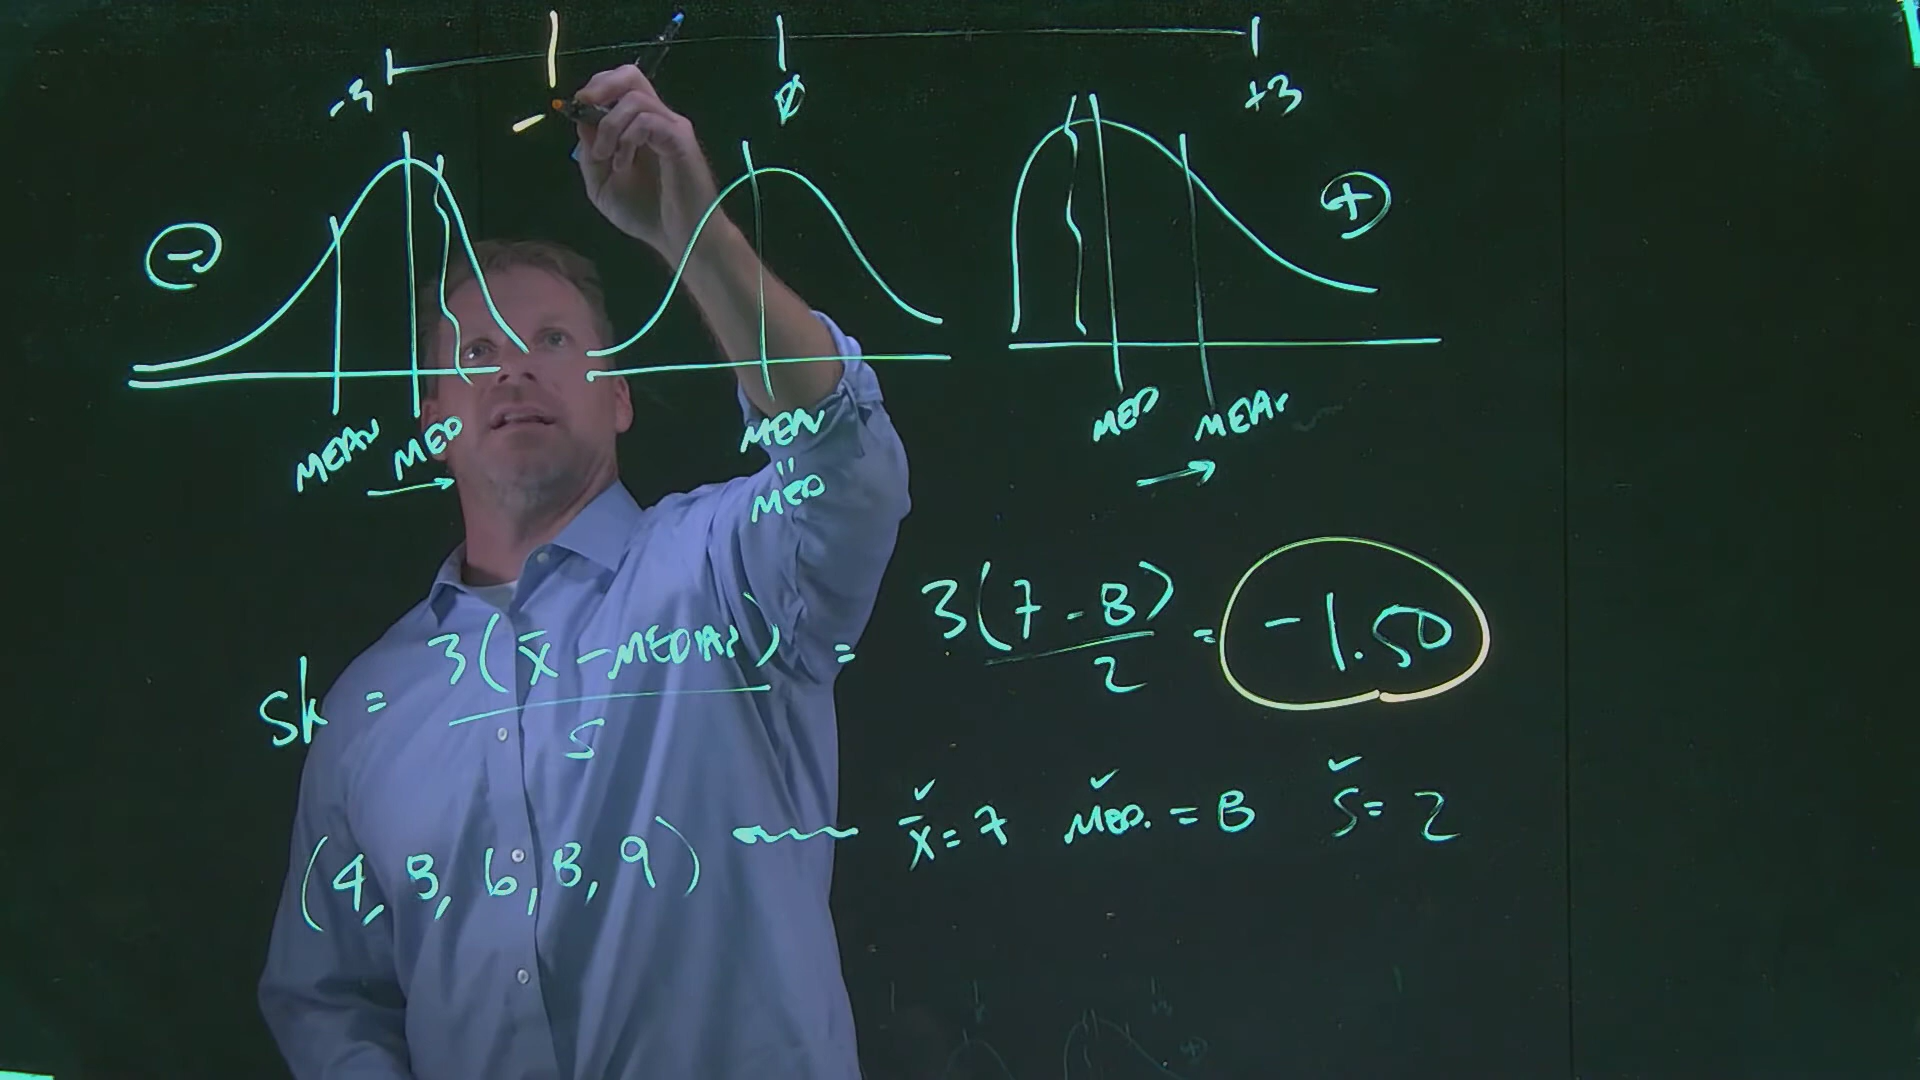 -3 0 +3
(-) (+)
MEAN MED
MEAN
"
MED
MED MEAN
Sk = 3(x̄ - MEDIAN) / s = 3(7 - 8) / 2 = -1.50
(4, 8, 6, 8, 9) x̄ = 7 MED. = 8 S = 2